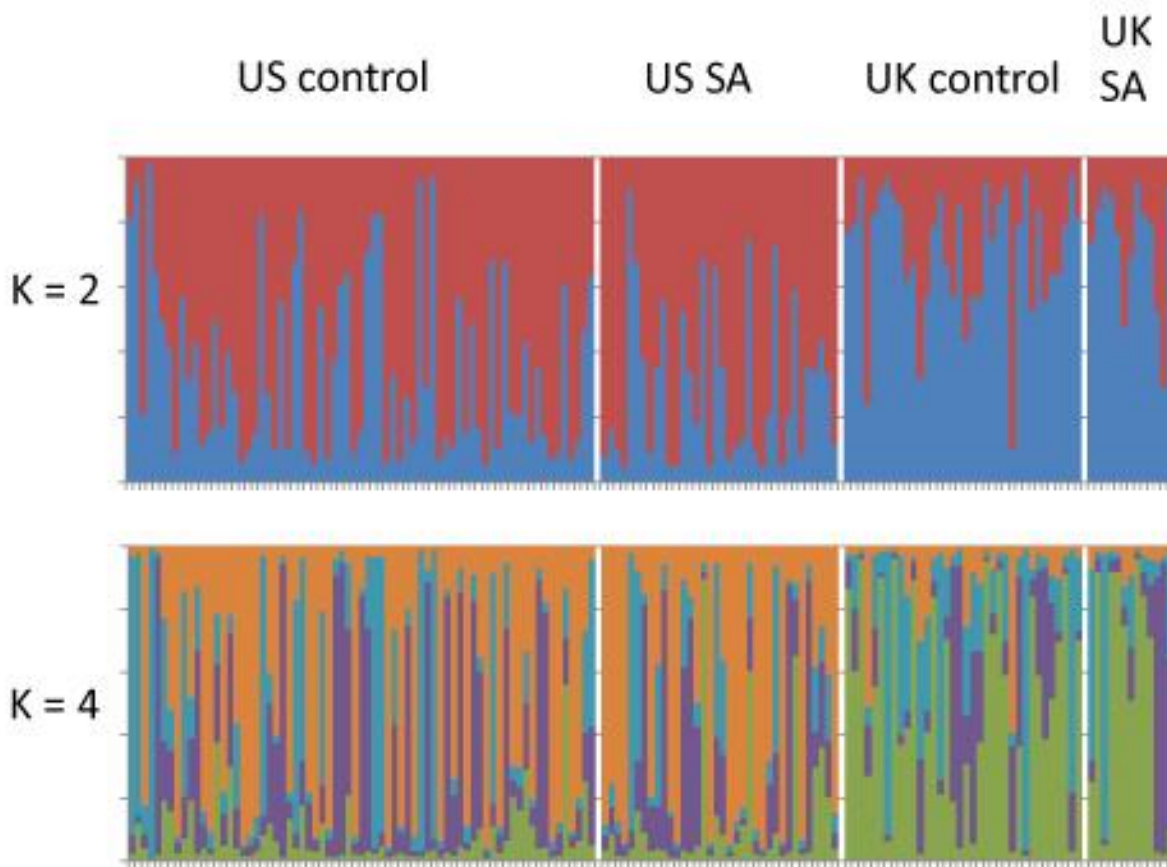 US control
US SA
UK control
UK
SA
K = 2
K = 4